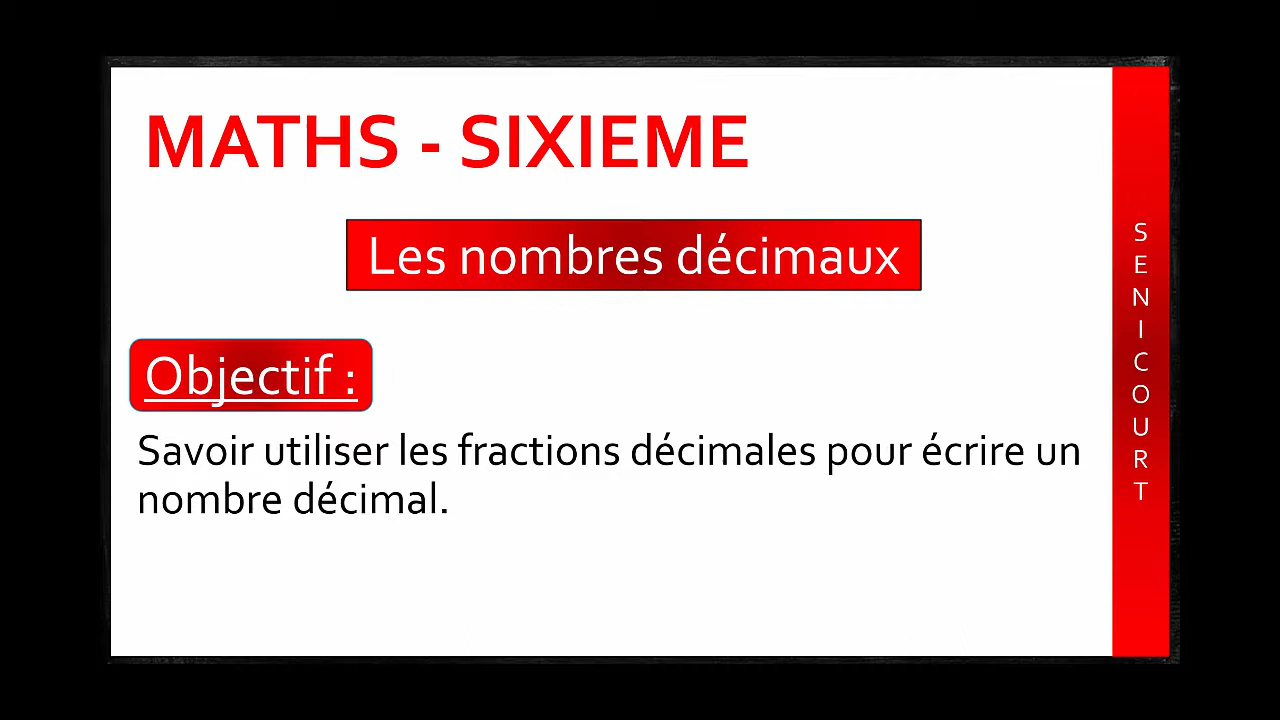 MATHS - SIXIEME
Les nombres décimaux
Objectif :
Savoir utiliser les fractions décimales pour écrire un
nombre décimal.
SENICOURT